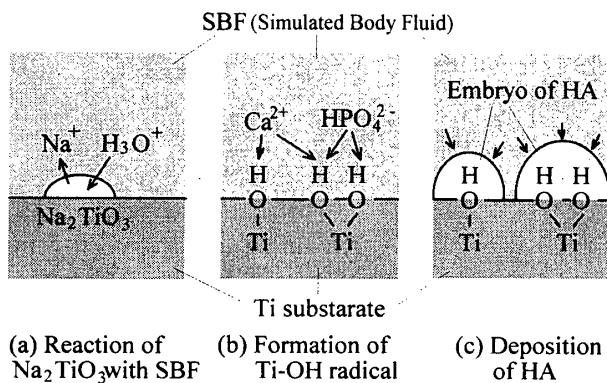 SBF (Simulated Body Fluid)
Na⁺
H₃O⁺
Na₂TiO₃
Ca²⁺
HPO₄²⁻
H
H
H
O
O
O
Ti
Ti
Embryo of HA
H
H
H
O
O
O
Ti
Ti
Ti substarate
(a) Reaction of
Na₂TiO₃with SBF
(b) Formation of
Ti-OH radical
(c) Deposition
of HA